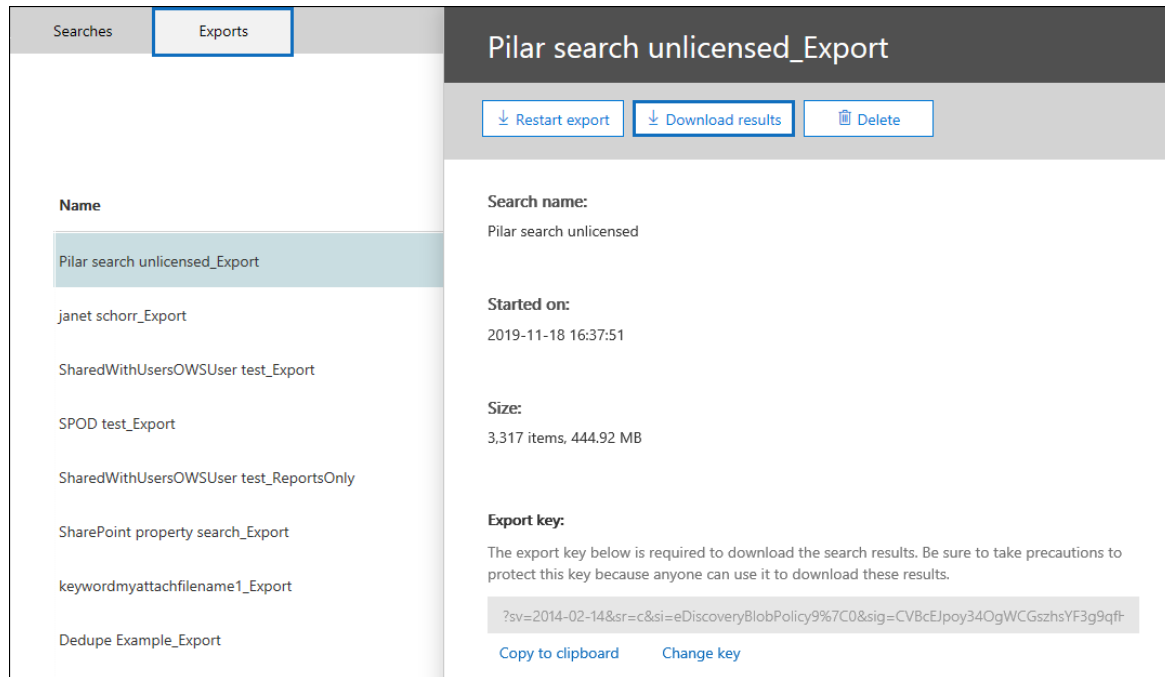 Searches
Exports
Name
Pilar search unlicensed_Export
janet schorr_Export
SharedWithUsersOWSUser test_Export
SPOD test_Export
SharedWithUsersOWSUser test_ReportsOnly
SharePoint property search_Export
keywordmyattachfilename1_Export
Dedupe Example_Export
Pilar search unlicensed_Export
Restart export
Download results
Delete
Search name:
Pilar search unlicensed
Started on:
2019-11-18 16:37:51
Size:
3,317 items, 444.92 MB
Export key:
The export key below is required to download the search results. Be sure to take precautions to
protect this key because anyone can use it to download these results.
?sv=2014-02-14&sr=c&si=eDiscoveryBlobPolicy9%7C0&sig=CVBcEJpoy34OgWCGszhsYF3g9qfH
Copy to clipboard
Change key